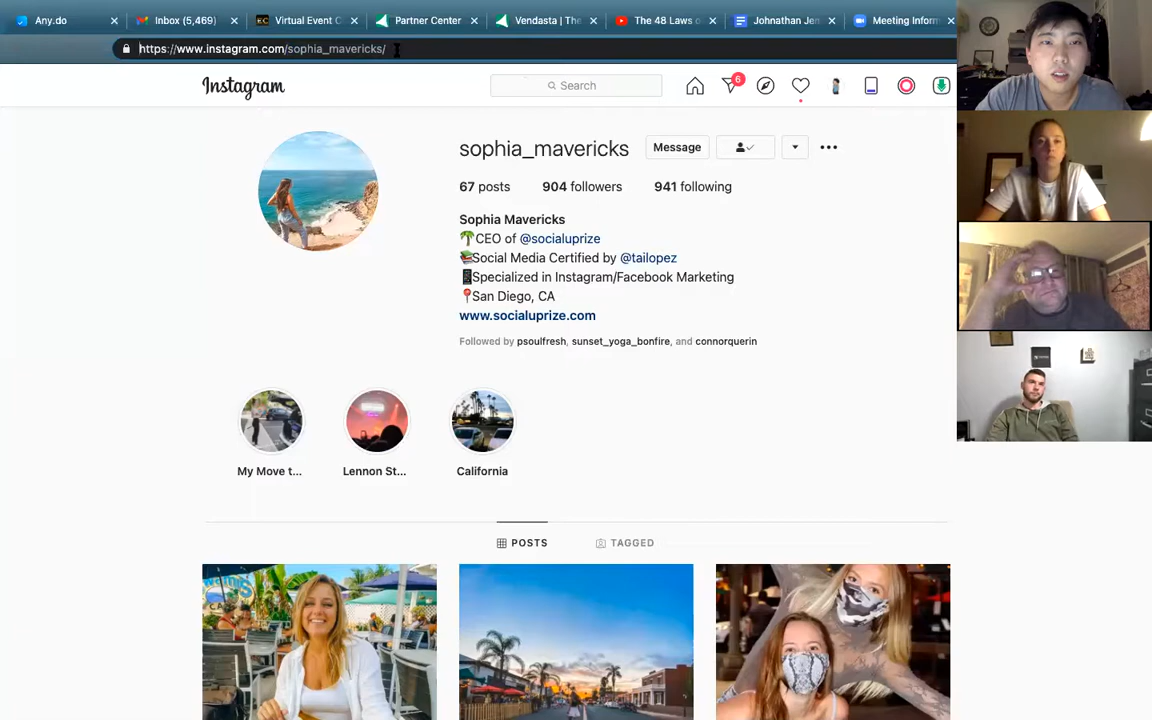 Any.do
Inbox (5,469)
Virtual Event C
Partner Center
Vendasta | The
The 48 Laws o
Johnathan Jen
Meeting Inform
https://www.instagram.com/sophia_mavericks/
Instagram
Search
6
sophia_mavericks
Message
67 posts 904 followers 941 following
Sophia Mavericks
CEO of @socialuprize
Social Media Certified by @tailopez
Specialized in Instagram/Facebook Marketing
San Diego, CA
www.socialuprize.com
Followed by psoulfresh, sunset_yoga_bonfire, and connorquerin
My Move t...
Lennon St...
California
POSTS
TAGGED